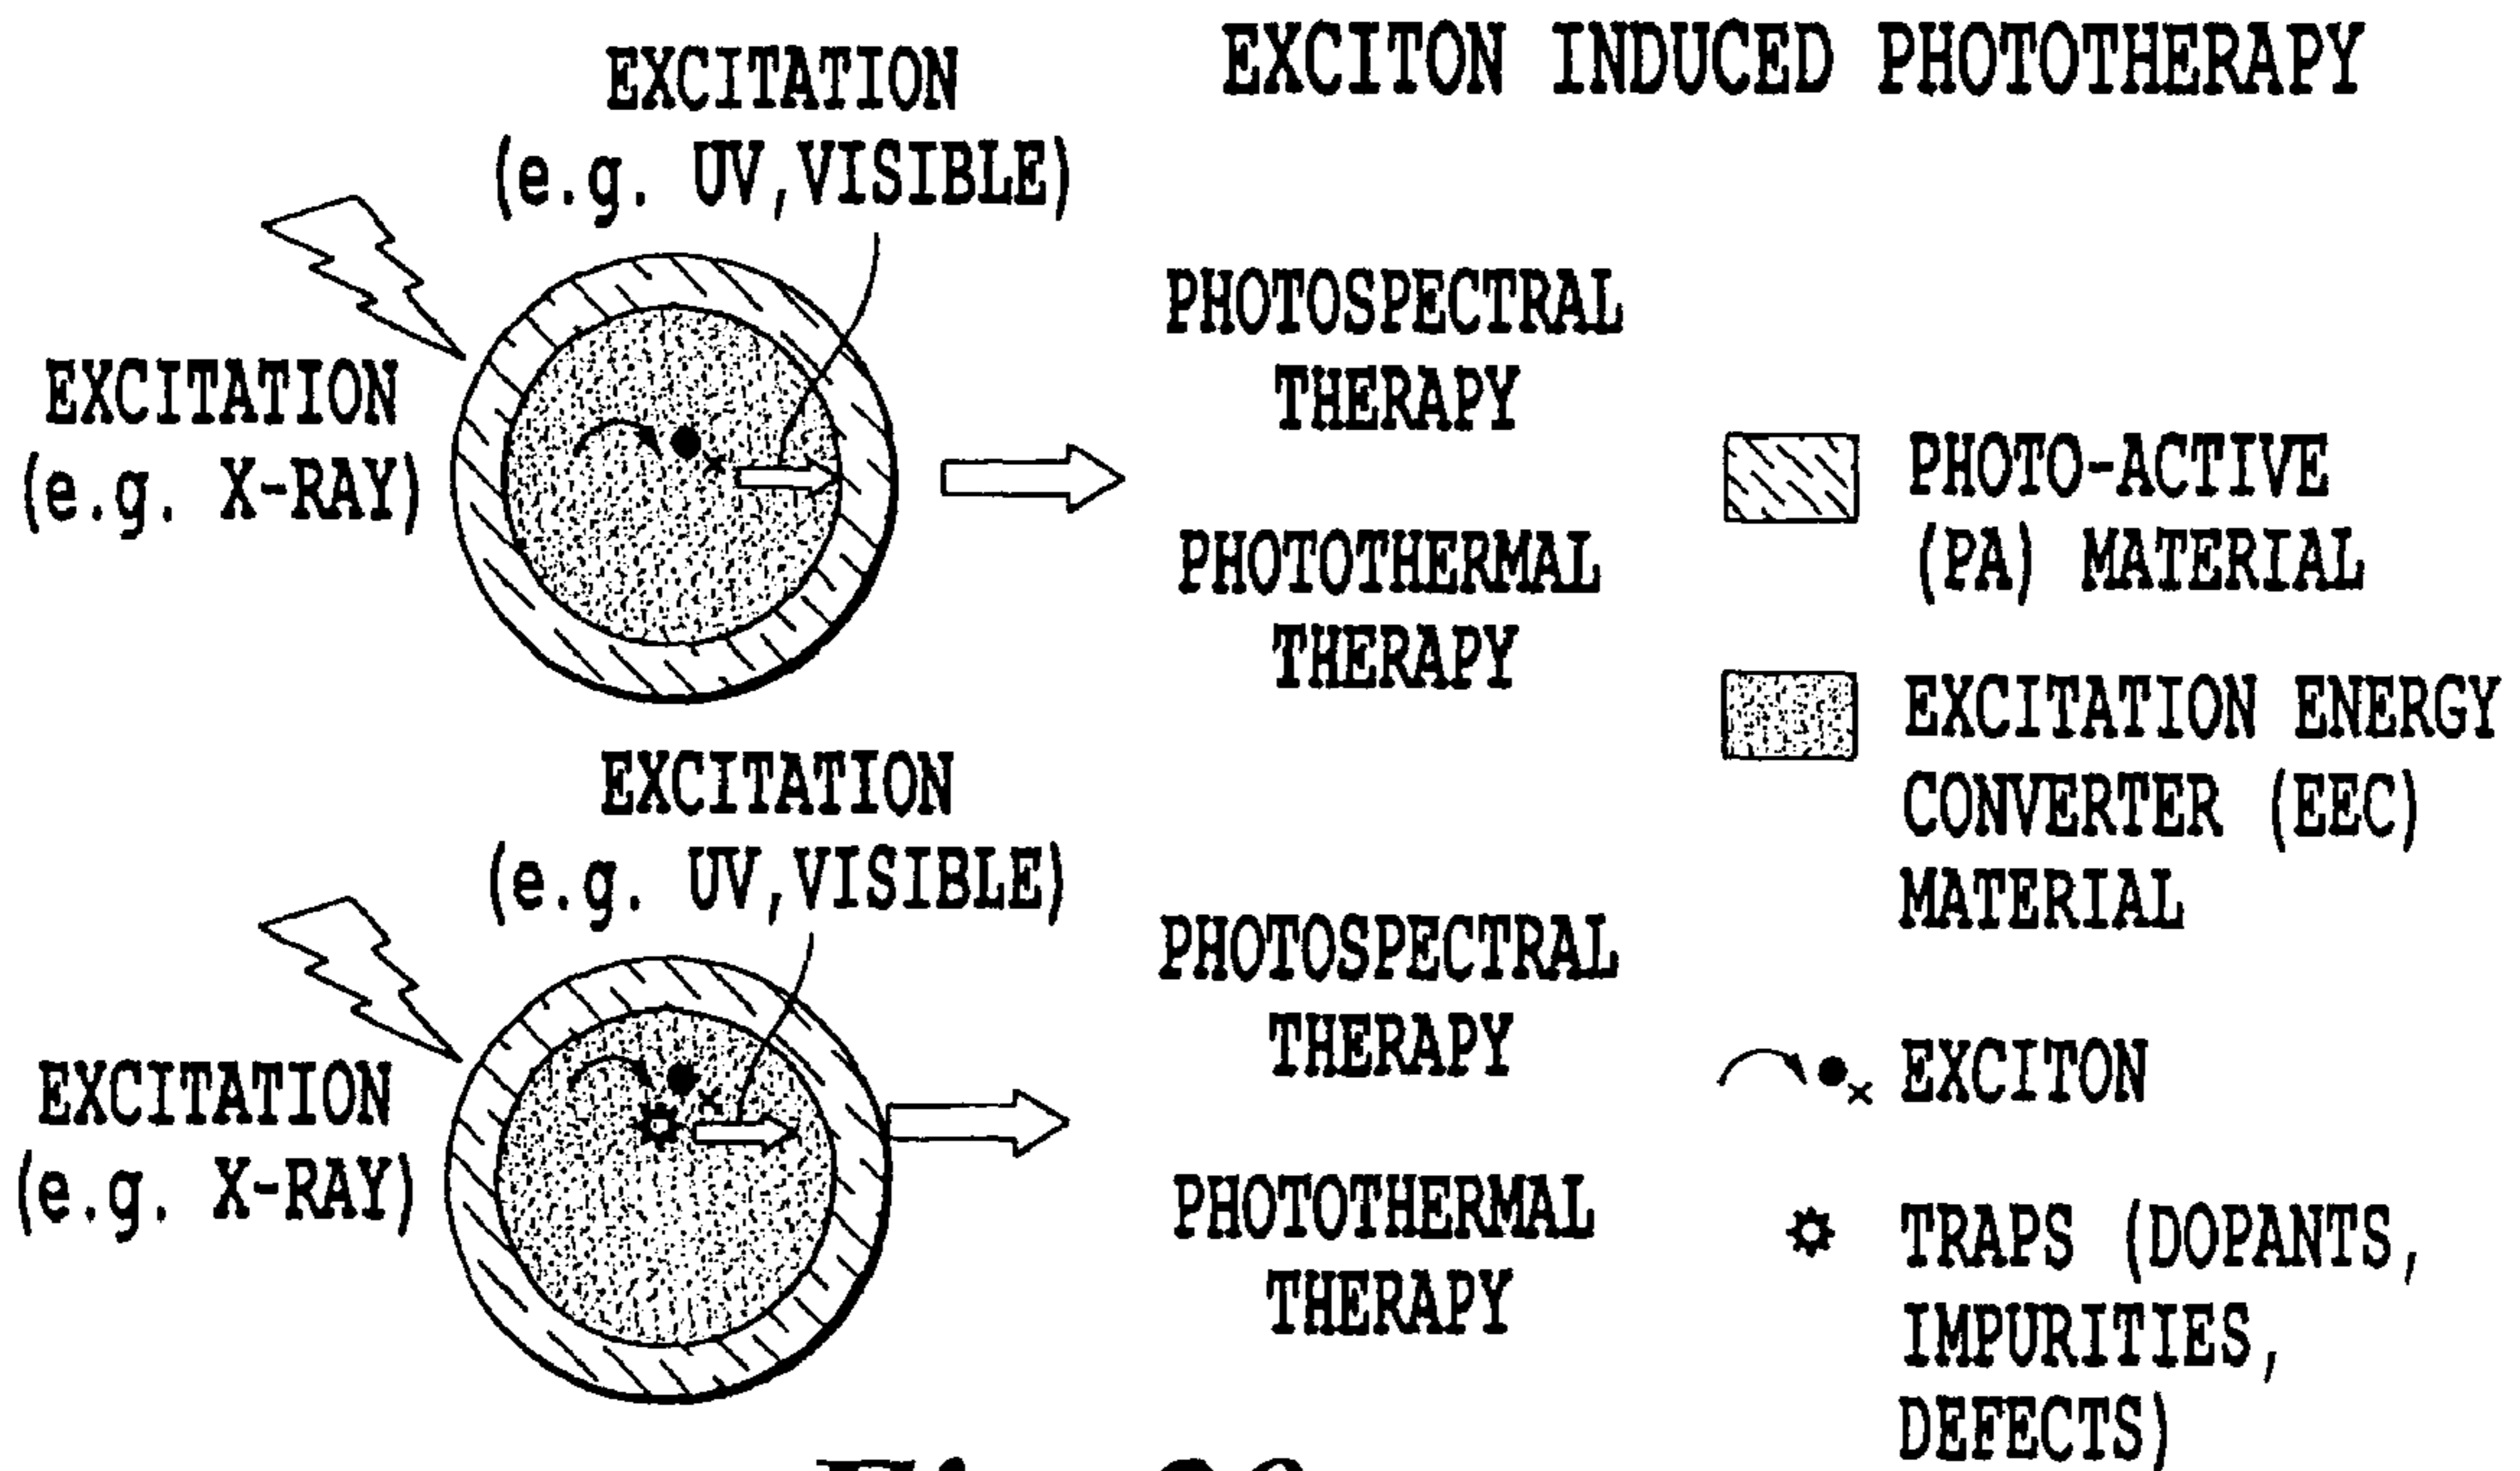 EXCITON INDUCED PHOTOTHERAPY
EXCITATION
(e.g. UV,VISIBLE)
EXCITATION
(e.g. X-RAY)
PHOTOSPECTRAL
THERAPY
PHOTOTHERMAL
THERAPY
EXCITATION
(e.g. UV,VISIBLE)
EXCITATION
(e.g. X-RAY)
PHOTOSPECTRAL
THERAPY
PHOTOTHERMAL
THERAPY
PHOTO-ACTIVE
(PA) MATERIAL
EXCITATION ENERGY
CONVERTER (EEC)
MATERIAL
EXCITON
TRAPS (DOPANTS,
IMPURITIES,
DEFECTS)